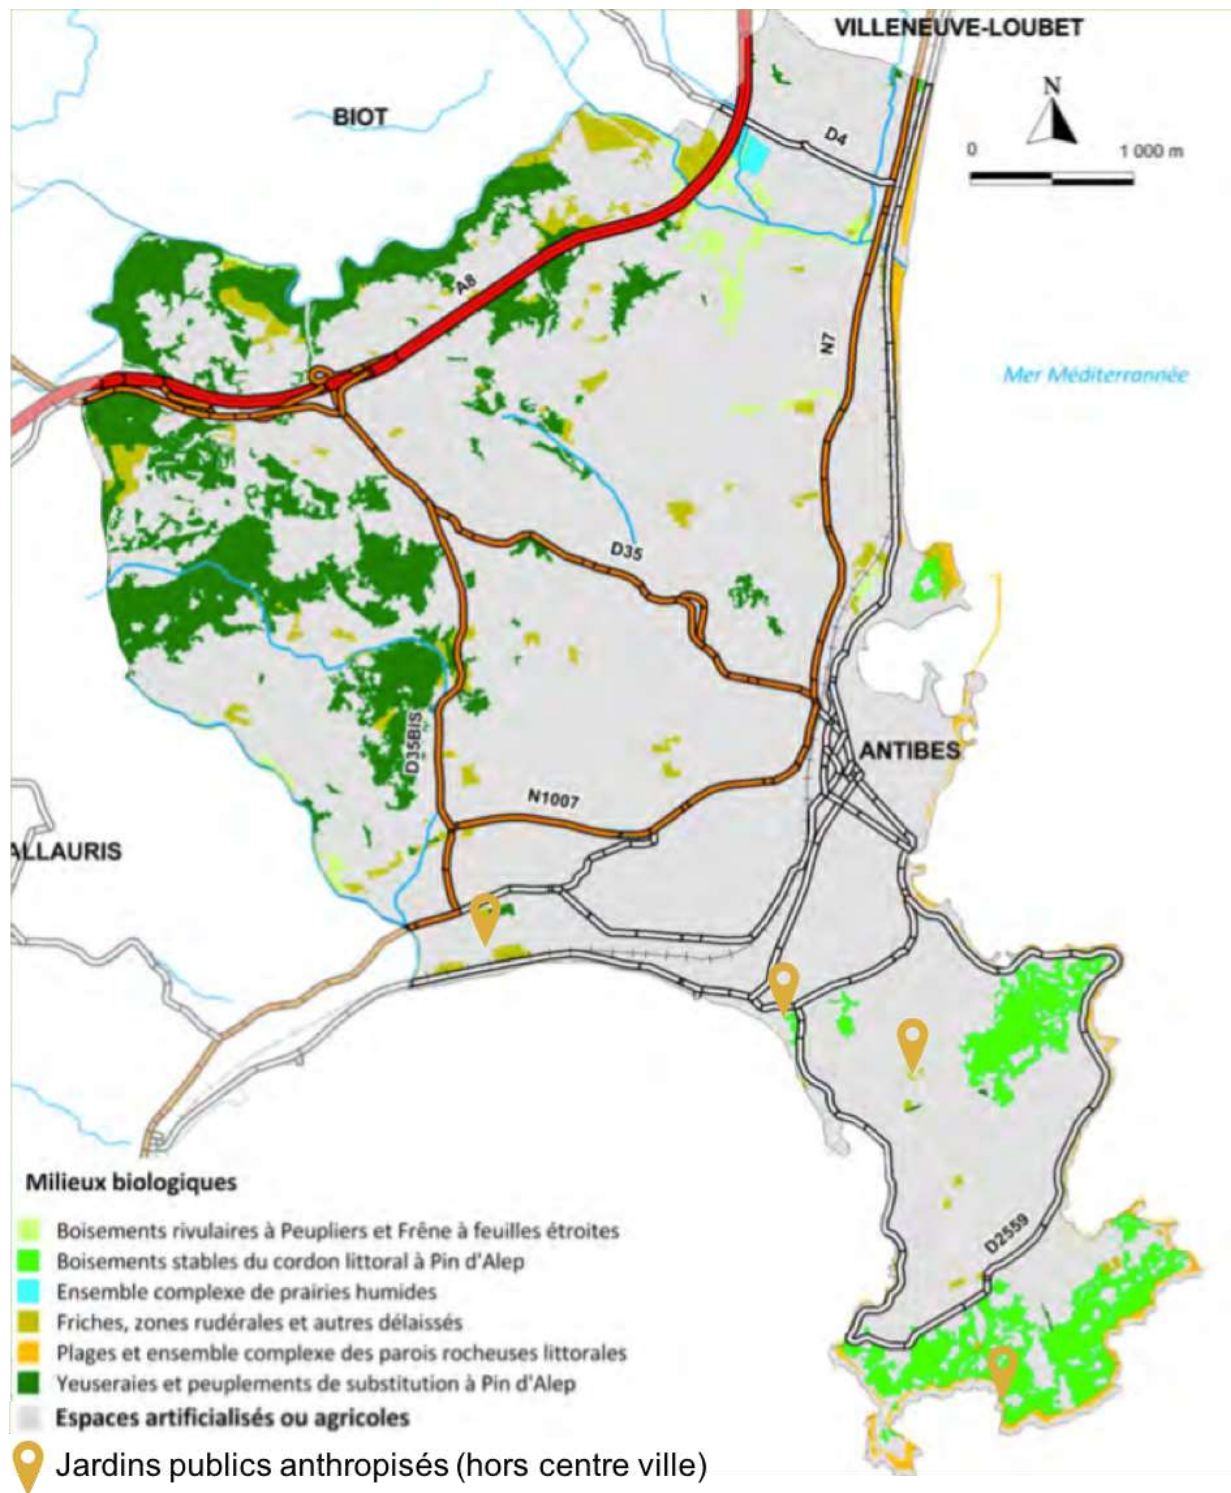 VILLENEUVE-LOUBET
BIOT
N
0 1 000 m
D4
A8
N7
Mer Méditerrannée
D35
D35BIS
ANTIBES
N1007
ALLAURIS
D2559
Milieux biologiques
Boisements rivulaires à Peupliers et Frêne à feuilles étroites
Boisements stables du cordon littoral à Pin d'Alep
Ensemble complexe de prairies humides
Friches, zones rudérales et autres délaissés
Plages et ensemble complexe des parois rocheuses littorales
Yeuseraies et peuplements de substitution à Pin d'Alep
Espaces artificialisés ou agricoles
Jardins publics anthropisés (hors centre ville)